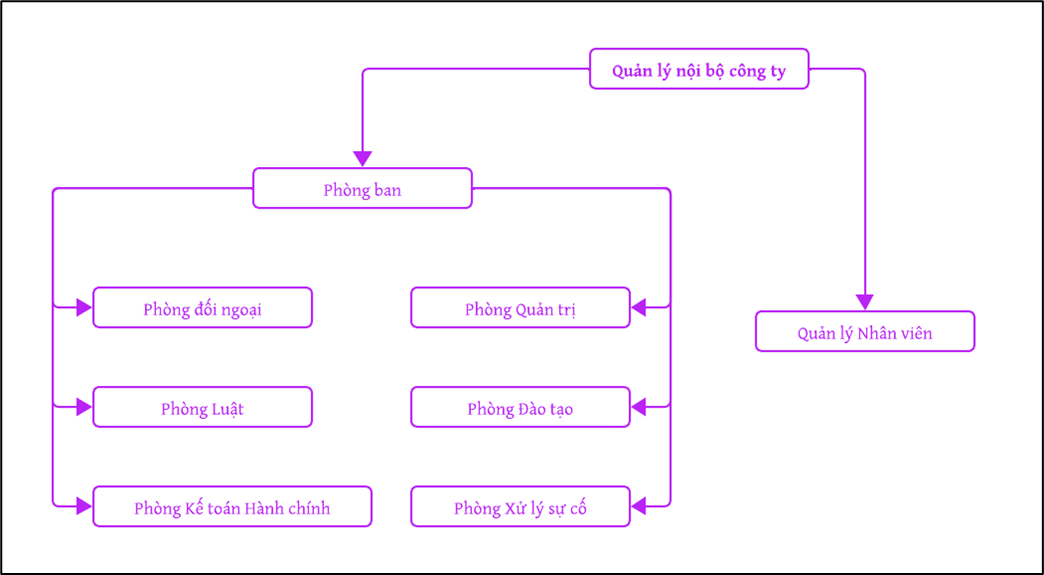 Quản lý nội bộ công ty
Phòng ban
Phòng đối ngoại
Phòng Quản trị
Quản lý Nhân viên
Phòng Luật
Phòng Đào tạo
Phòng Kế toán Hành chính
Phòng Xử lý sự cố